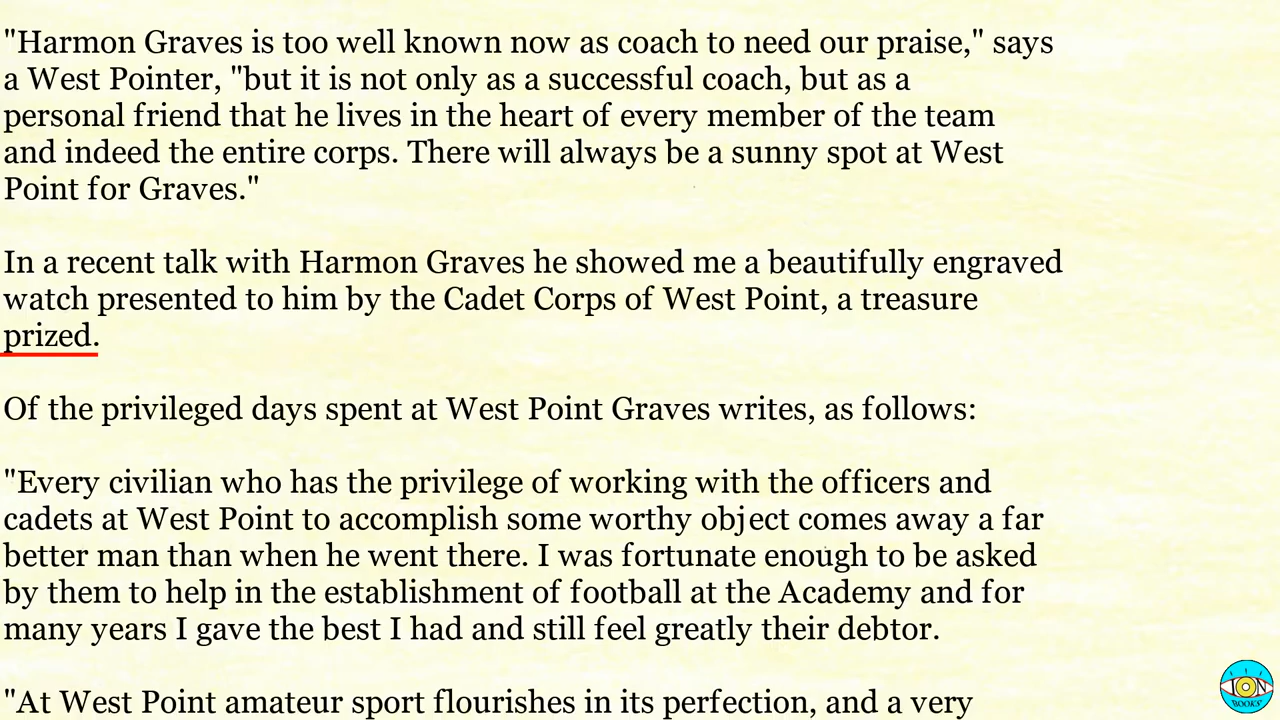 "Harmon Graves is too well known now as coach to need our praise," says
a West Pointer, "but it is not only as a successful coach, but as a
personal friend that he lives in the heart of every member of the team
and indeed the entire corps. There will always be a sunny spot at West
Point for Graves."
In a recent talk with Harmon Graves he showed me a beautifully engraved
watch presented to him by the Cadet Corps of West Point, a treasure
prized.
Of the privileged days spent at West Point Graves writes, as follows:
"Every civilian who has the privilege of working with the officers and
cadets at West Point to accomplish some worthy object comes away a far
better man than when he went there. I was fortunate enough to be asked
by them to help in the establishment of football at the Academy and for
many years I gave the best I had and still feel greatly their debtor.
"At West Point amateur sport flourishes in its perfection, and a very
ION
BOOKS